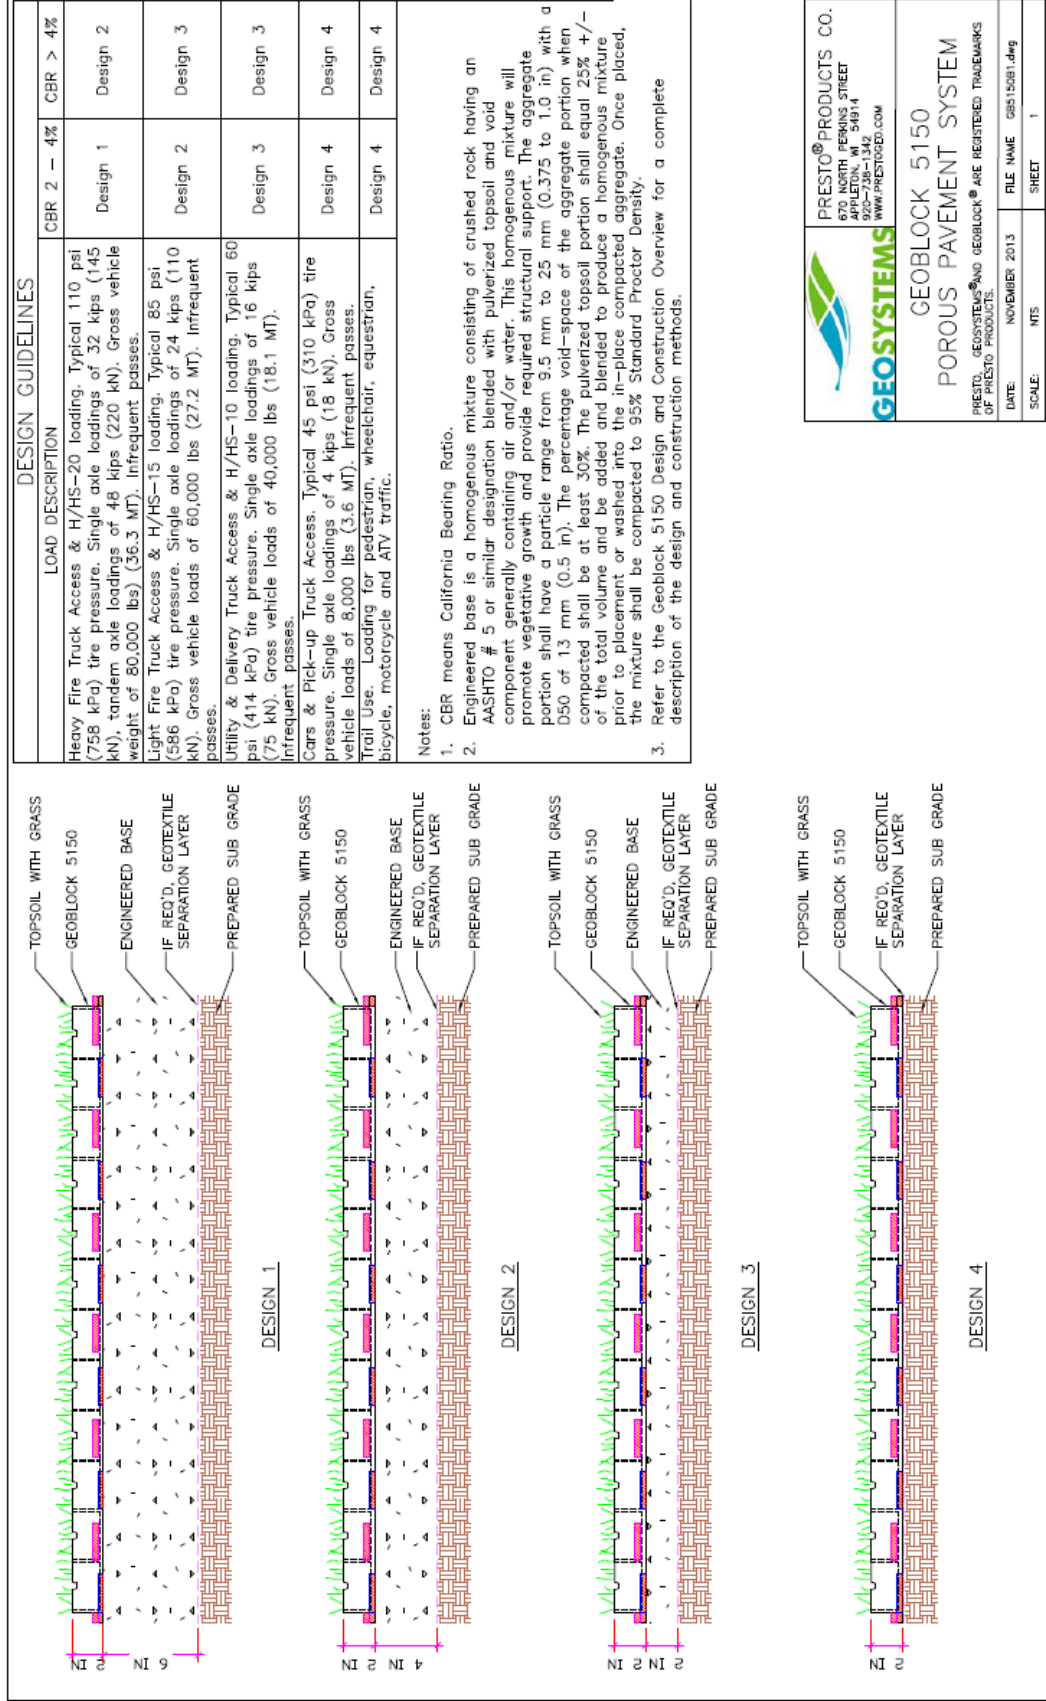 DESIGN GUIDELINES
LOAD DESCRIPTION
CBR 2 – 4%
CBR > 4%
Heavy Fire Truck Access & H/HS–20 loading. Typical 110 psi
(758 kPa) tire pressure. Single axle loadings of 32 kips (145
kN), tandem axle loadings of 48 kips (220 kN). Gross vehicle
weight of 80,000 lbs) (36.3 MT). Infrequent passes.
Design 1
Design 2
Light Fire Truck Access & H/HS–15 loading. Typical 85 psi
(586 kPa) tire pressure. Single axle loadings of 24 kips (110
kN). Gross vehicle loads of 60,000 lbs (27.2 MT). Infrequent
passes.
Design 2
Design 3
Utility & Delivery Truck Access & H/HS–10 loading. Typical 60
psi (414 kPa) tire pressure. Single axle loadings of 16 kips
(75 kN). Gross vehicle loads of 40,000 lbs (18.1 MT).
Infrequent passes.
Design 3
Design 3
Cars & Pick–up Truck Access. Typical 45 psi (310 kPa) tire
pressure. Single axle loadings of 4 kips (18 kN). Gross
vehicle loads of 8,000 lbs (3.6 MT). Infrequent passes.
Design 4
Design 4
Trail Use. Loading for pedestrian, wheelchair, equestrian,
bicycle, motorcycle and ATV traffic.
Design 4
Design 4
Notes:
1. CBR means California Bearing Ratio.
2. Engineered base is a homogenous mixture consisting of crushed rock having an
AASHTO # 5 or similar designation blended with pulverized topsoil and void
component generally containing air and/or water. This homogenous mixture will
promote vegetative growth and provide required structural support. The aggregate
portion shall have a particle range from 9.5 mm to 25 mm (0.375 to 1.0 in) with a
D50 of 13 mm (0.5 in). The percentage void–space of the aggregate portion when
compacted shall be at least 30%. The pulverized topsoil portion shall equal 25% +/–
of the total volume and be added and blended to produce a homogenous mixture
prior to placement or washed into the in–place compacted aggregate. Once placed,
the mixture shall be compacted to 95% Standard Proctor Density.
3. Refer to the Geoblock 5150 Design and Construction Overview for a complete
description of the design and construction methods.
TOPSOIL WITH GRASS
GEOBLOCK 5150
ENGINEERED BASE
IF REQ'D, GEOTEXTILE
SEPARATION LAYER
PREPARED SUB GRADE
2 IN
6 IN
DESIGN 1
TOPSOIL WITH GRASS
GEOBLOCK 5150
ENGINEERED BASE
IF REQ'D, GEOTEXTILE
SEPARATION LAYER
PREPARED SUB GRADE
2 IN
4 IN
DESIGN 2
TOPSOIL WITH GRASS
GEOBLOCK 5150
ENGINEERED BASE
IF REQ'D, GEOTEXTILE
SEPARATION LAYER
PREPARED SUB GRADE
2 IN
2 IN
DESIGN 3
TOPSOIL WITH GRASS
GEOBLOCK 5150
IF REQ'D, GEOTEXTILE
SEPARATION LAYER
PREPARED SUB GRADE
2 IN
DESIGN 4
GEOSYSTEMS
PRESTO® PRODUCTS CO.
670 NORTH PERKINS STREET
APPLETON, WI 54914
920–738–1342
WWW.PRESTOGEO.COM
GEOBLOCK 5150
POROUS PAVEMENT SYSTEM
PRESTO, GEOSYSTEMS® AND GEOBLOCK® ARE REGISTERED TRADEMARKS
OF PRESTO PRODUCTS.
DATE: NOVEMBER 2013
FILE NAME GB5150B1.dwg
SCALE: NTS
SHEET 1